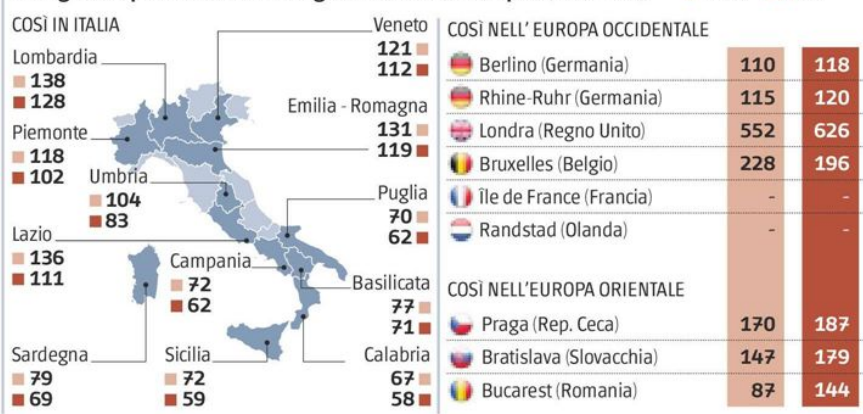 COSÌ IN ITALIA
Lombardia
138
128
Piemonte
118
102
Umbria
104
83
Lazio
136
111
Campania
72
62
Sardegna
79
69
Sicilia
72
59
Veneto
121
112
Emilia - Romagna
131
119
Puglia
70
62
Basilicata
77
71
Calabria
67
58
COSÌ NELL' EUROPA OCCIDENTALE
Berlino (Germania) 110 118
Rhine-Ruhr (Germania) 115 120
Londra (Regno Unito) 552 626
Bruxelles (Belgio) 228 196
Île de France (Francia) - -
Randstad (Olanda) - -
COSÌ NELL'EUROPA ORIENTALE
Praga (Rep. Ceca) 170 187
Bratislava (Slovacchia) 147 179
Bucarest (Romania) 87 144